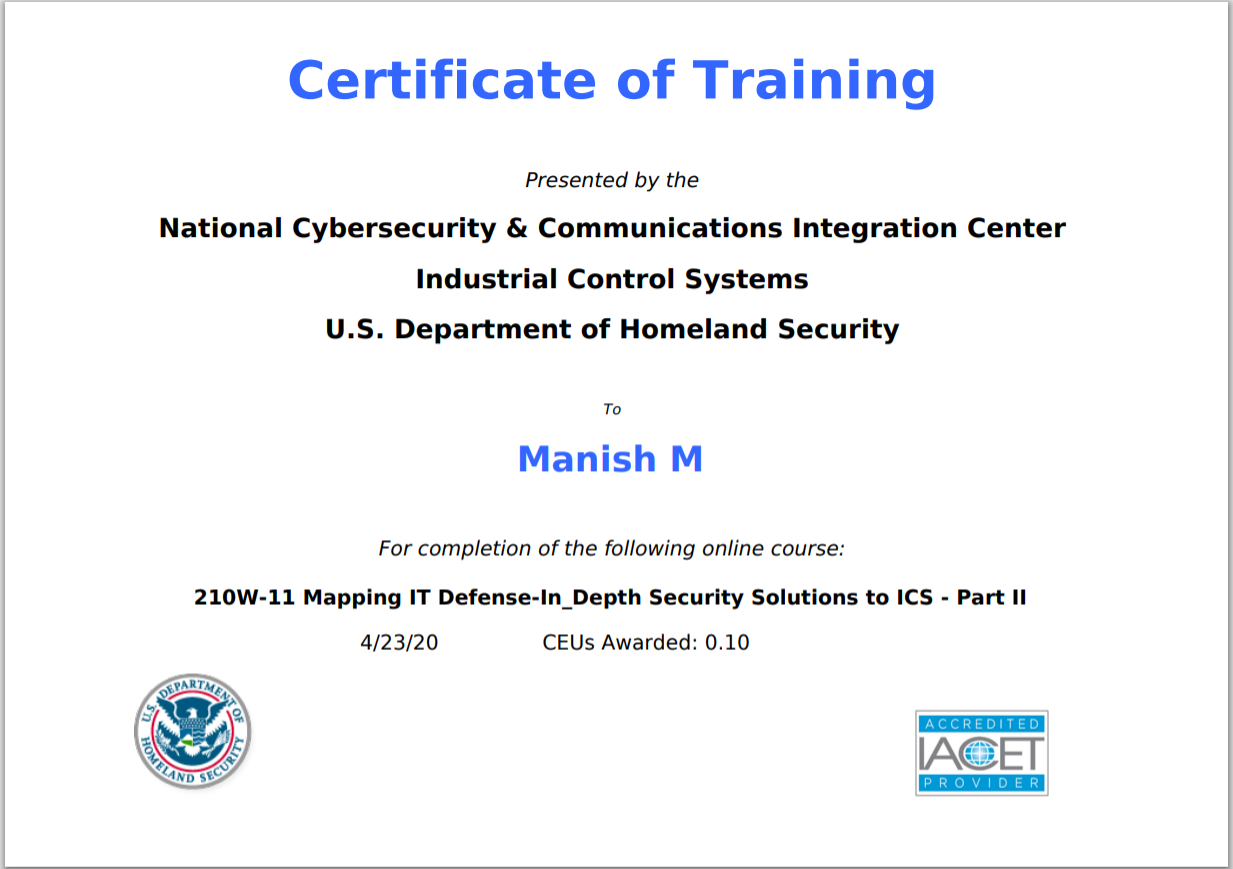 Certificate of Training
Presented by the
National Cybersecurity & Communications Integration Center
Industrial Control Systems
U.S. Department of Homeland Security
To
Manish M
For completion of the following online course:
210W-11 Mapping IT Defense-In_Depth Security Solutions to ICS - Part II
4/23/20 CEUs Awarded: 0.10
U.S. DEPARTMENT OF
HOMELAND SECURITY
ACCREDITED
IACET
PROVIDER